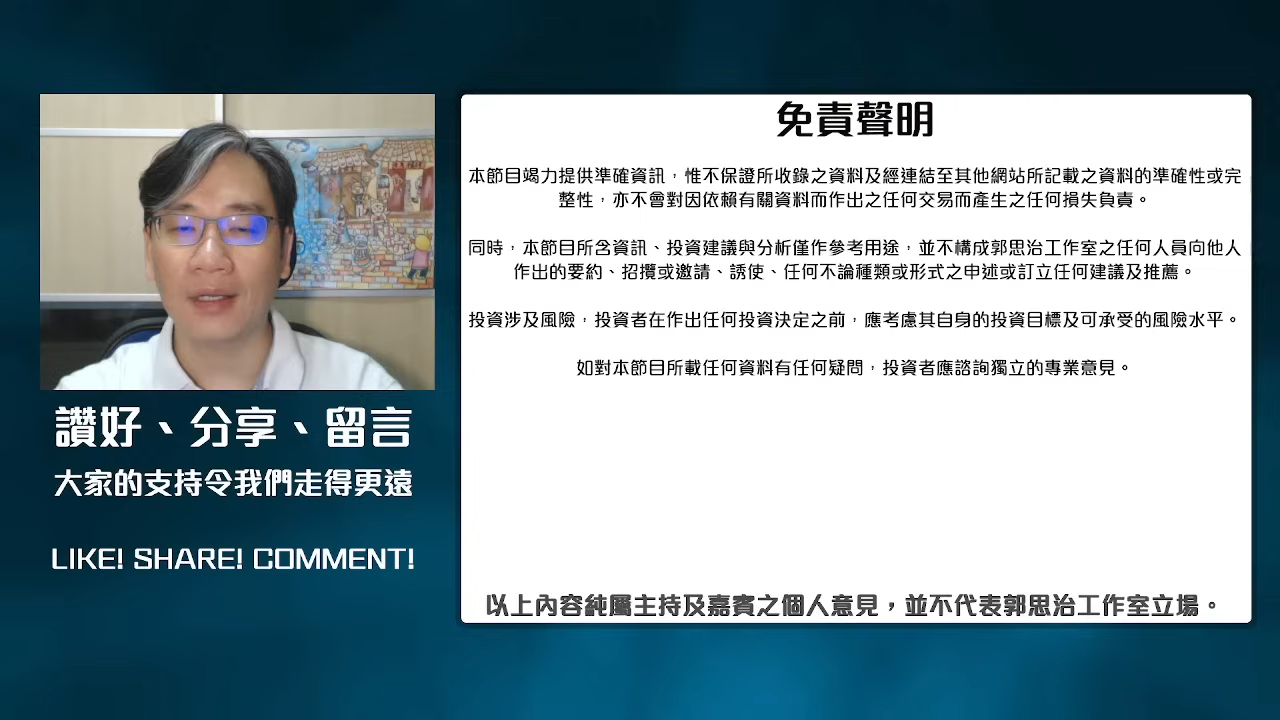 免責聲明
本節目竭力提供準確資訊，惟不保證所收錄之資料及經連結至其他網站所記載之資料的準確性或完
整性，亦不會對因依賴有關資料而作出之任何交易而產生之任何損失負責。
同時，本節目所含資訊、投資建議與分析僅作參考用途，並不構成郭思治工作室之任何人員向他人
作出的要約、招攬或邀請、誘使、任何不論種類或形式之申述或訂立任何建議及推薦。
投資涉及風險，投資者在作出任何投資決定之前，應考慮其自身的投資目標及可承受的風險水平。
如對本節目所載任何資料有任何疑問，投資者應諮詢獨立的專業意見。
以上內容純屬主持及嘉賓之個人意見，並不代表郭思治工作室立場。
讚好、分享、留言
大家的支持令我們走得更遠
LIKE! SHARE! COMMENT!